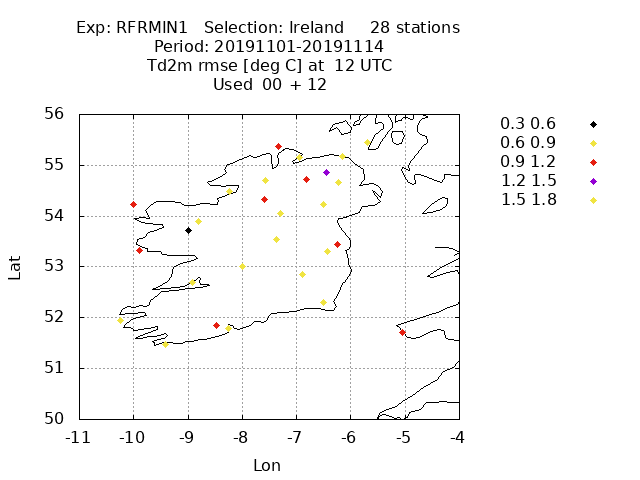 Exp: RFRMIN1 Selection: Ireland 28 stations
Period: 20191101-20191114
Td2m rmse [deg C] at 12 UTC
Used 00 + 12
56
55
54
53
52
51
50
-11 -10 -9 -8 -7 -6 -5 -4
Lat
Lon
0.3 0.6
0.6 0.9
0.9 1.2
1.2 1.5
1.5 1.8